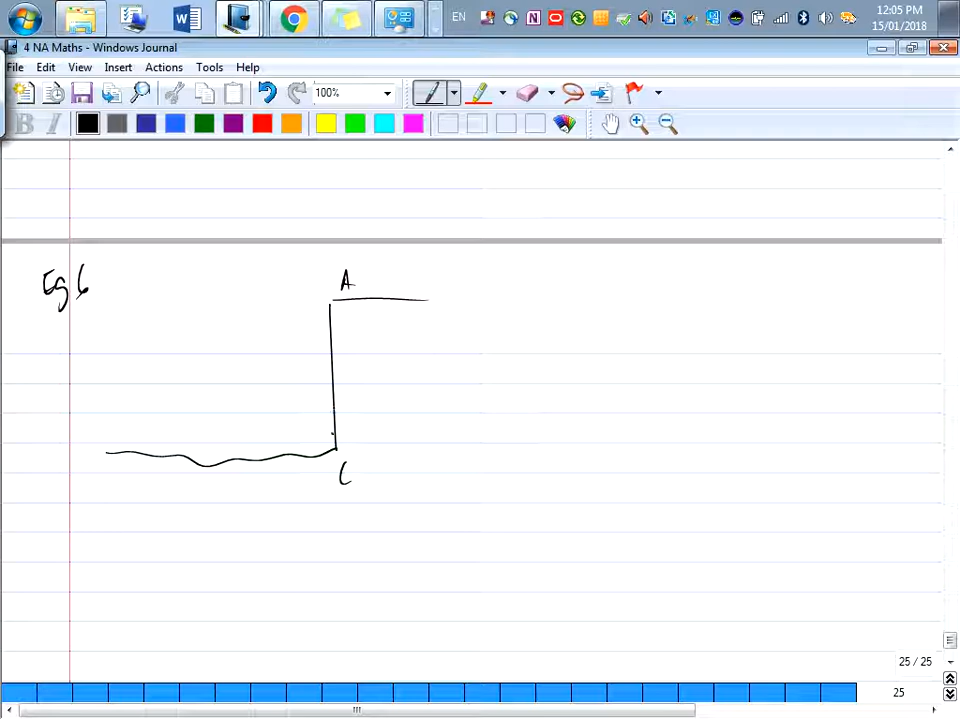 EN
12:05 PM
15/01/2018
4 NA Maths - Windows Journal
File Edit View Insert Actions Tools Help
100%
B I
Eg 6
A
C
25 / 25
25